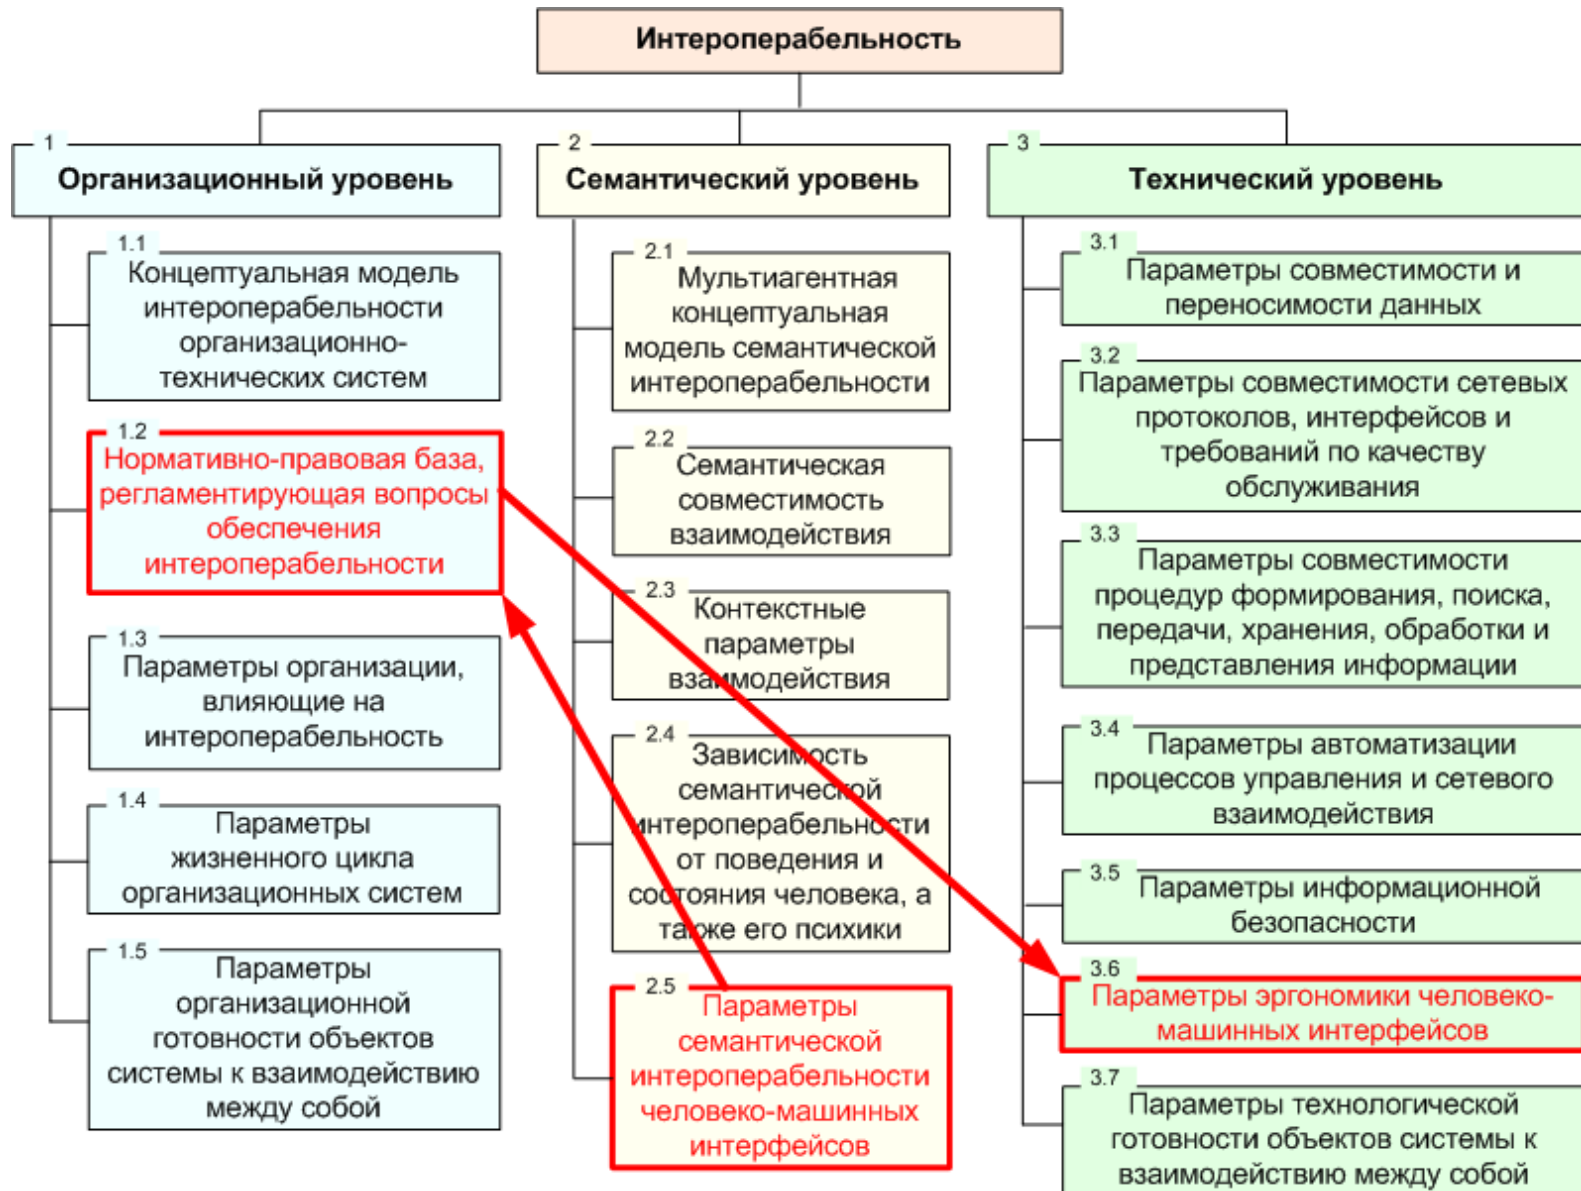 Интероперабельность
1
Организационный уровень
1.1
Концептуальная модель
интероперабельности
организационно-
технических систем
1.2
Нормативно-правовая база,
регламентирующая вопросы
обеспечения
интероперабельности
1.3
Параметры организации,
влияющие на
интероперабельность
1.4
Параметры
жизненного цикла
организационных систем
1.5
Параметры
организационной
готовности объектов
системы к взаимодействию
между собой
2
Семантический уровень
2.1
Мультиагентная
концептуальная
модель семантической
интероперабельности
2.2
Семантическая
совместимость
взаимодействия
2.3
Контекстные
параметры
взаимодействия
2.4
Зависимость
семантической
интероперабельности
от поведения и
состояния человека, а
также его психики
2.5
Параметры
семантической
интероперабельности
человеко-машинных
интерфейсов
3
Технический уровень
3.1
Параметры совместимости и
переносимости данных
3.2
Параметры совместимости сетевых
протоколов, интерфейсов и
требований по качеству
обслуживания
3.3
Параметры совместимости
процедур формирования, поиска,
передачи, хранения, обработки и
представления информации
3.4
Параметры автоматизации
процессов управления и сетевого
взаимодействия
3.5
Параметры информационной
безопасности
3.6
Параметры эргономики человеко-
машинных интерфейсов
3.7
Параметры технологической
готовности объектов системы к
взаимодействию между собой